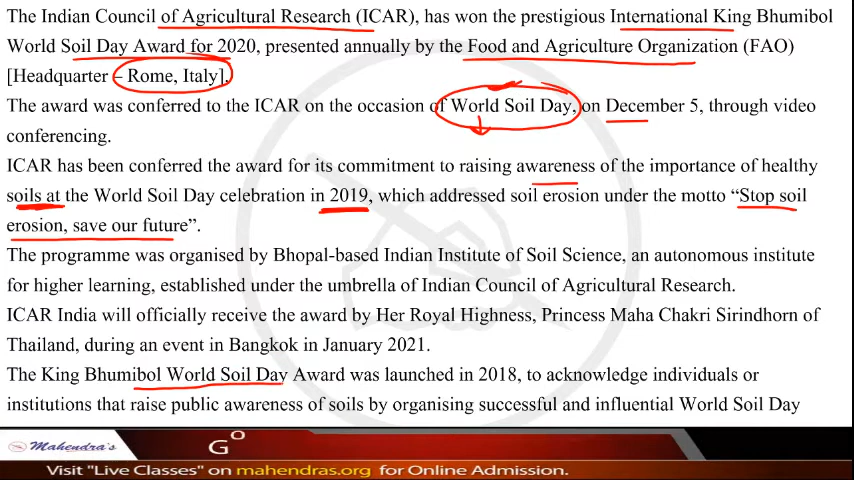 The Indian Council of Agricultural Research (ICAR), has won the prestigious International King Bhumibol
World Soil Day Award for 2020, presented annually by the Food and Agriculture Organization (FAO)
[Headquarter – Rome, Italy].
The award was conferred to the ICAR on the occasion of World Soil Day, on December 5, through video
conferencing.
ICAR has been conferred the award for its commitment to raising awareness of the importance of healthy
soils at the World Soil Day celebration in 2019, which addressed soil erosion under the motto “Stop soil
erosion, save our future”.
The programme was organised by Bhopal-based Indian Institute of Soil Science, an autonomous institute
for higher learning, established under the umbrella of Indian Council of Agricultural Research.
ICAR India will officially receive the award by Her Royal Highness, Princess Maha Chakri Sirindhorn of
Thailand, during an event in Bangkok in January 2021.
The King Bhumibol World Soil Day Award was launched in 2018, to acknowledge individuals or
institutions that raise public awareness of soils by organising successful and influential World Soil Day
Mahendra's
Go
Visit "Live Classes" on mahendras.org for Online Admission.